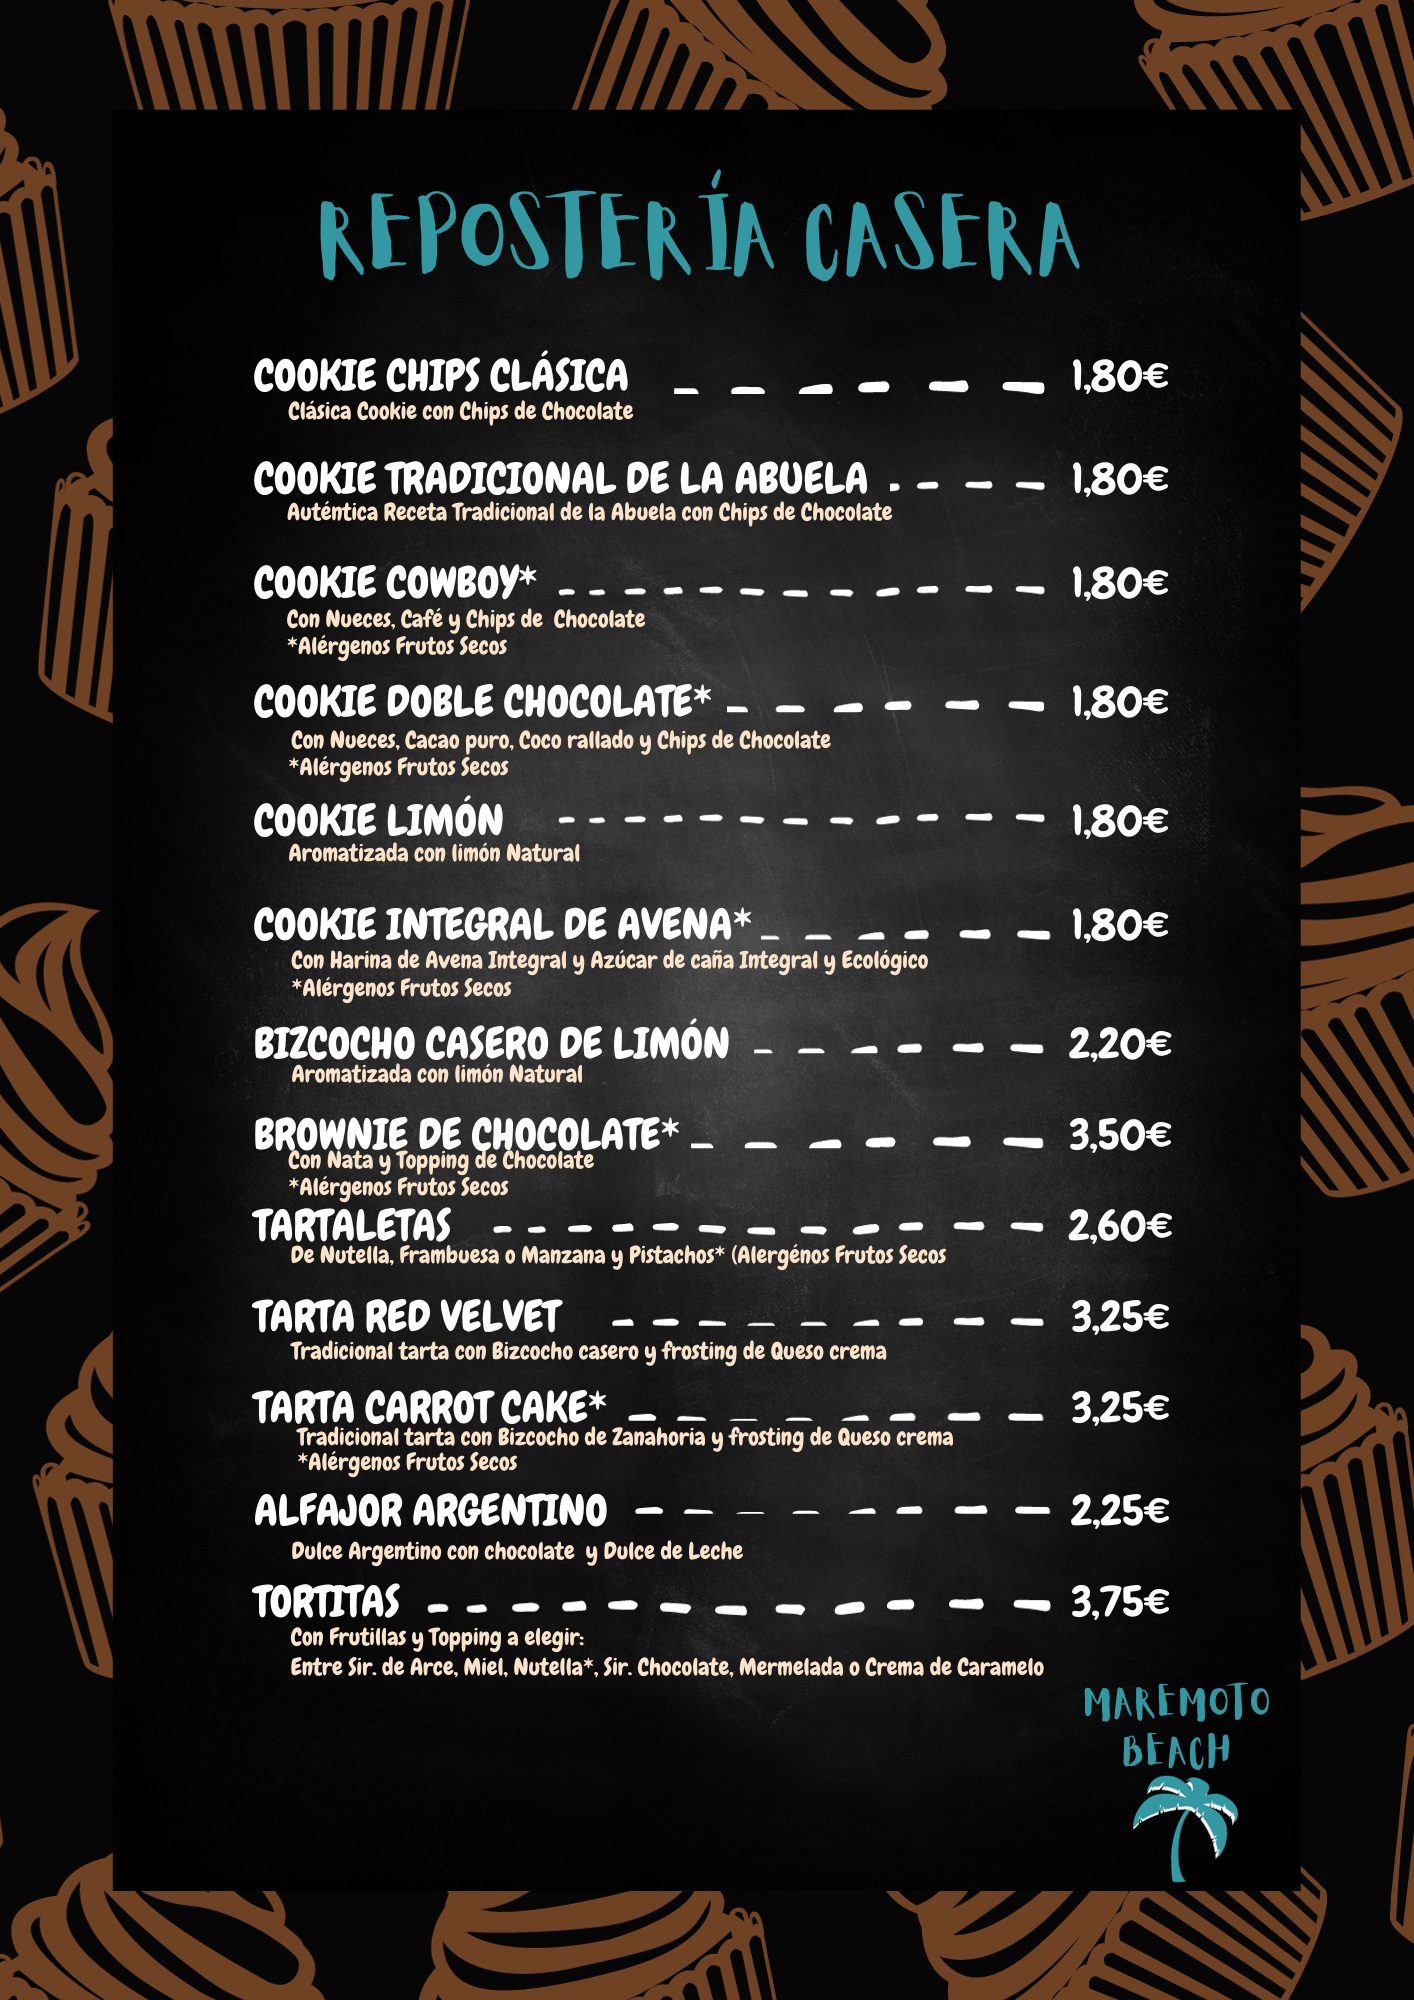 REPOSTERÍA CASERA
COOKIE CHIPS CLÁSICA 1,80€
Clásica Cookie con Chips de Chocolate
COOKIE TRADICIONAL DE LA ABUELA 1,80€
Auténtica Receta Tradicional de la Abuela con Chips de Chocolate
COOKIE COWBOY* 1,80€
Con Nueces, Café y Chips de Chocolate
*Alérgenos Frutos Secos
COOKIE DOBLE CHOCOLATE* 1,80€
Con Nueces, Cacao puro, Coco rallado y Chips de Chocolate
*Alérgenos Frutos Secos
COOKIE LIMÓN 1,80€
Aromatizada con limón Natural
COOKIE INTEGRAL DE AVENA* 1,80€
Con Harina de Avena Integral y Azúcar de caña Integral y Ecológico
*Alérgenos Frutos Secos
BIZCOCHO CASERO DE LIMÓN 2,20€
Aromatizada con limón Natural
BROWNIE DE CHOCOLATE* 3,50€
Con Nata y Topping de Chocolate
*Alérgenos Frutos Secos
TARTALETAS 2,60€
De Nutella, Frambuesa o Manzana y Pistachos* (Alergénos Frutos Secos
TARTA RED VELVET 3,25€
Tradicional tarta con Bizcocho casero y frosting de Queso crema
TARTA CARROT CAKE* 3,25€
Tradicional tarta con Bizcocho de Zanahoria y frosting de Queso crema
*Alérgenos Frutos Secos
ALFAJOR ARGENTINO 2,25€
Dulce Argentino con chocolate y Dulce de Leche
TORTITAS 3,75€
Con Frutillas y Topping a elegir:
Entre Sir. de Arce, Miel, Nutella*, Sir. Chocolate, Mermelada o Crema de Caramelo
MAREMOTO
BEACH